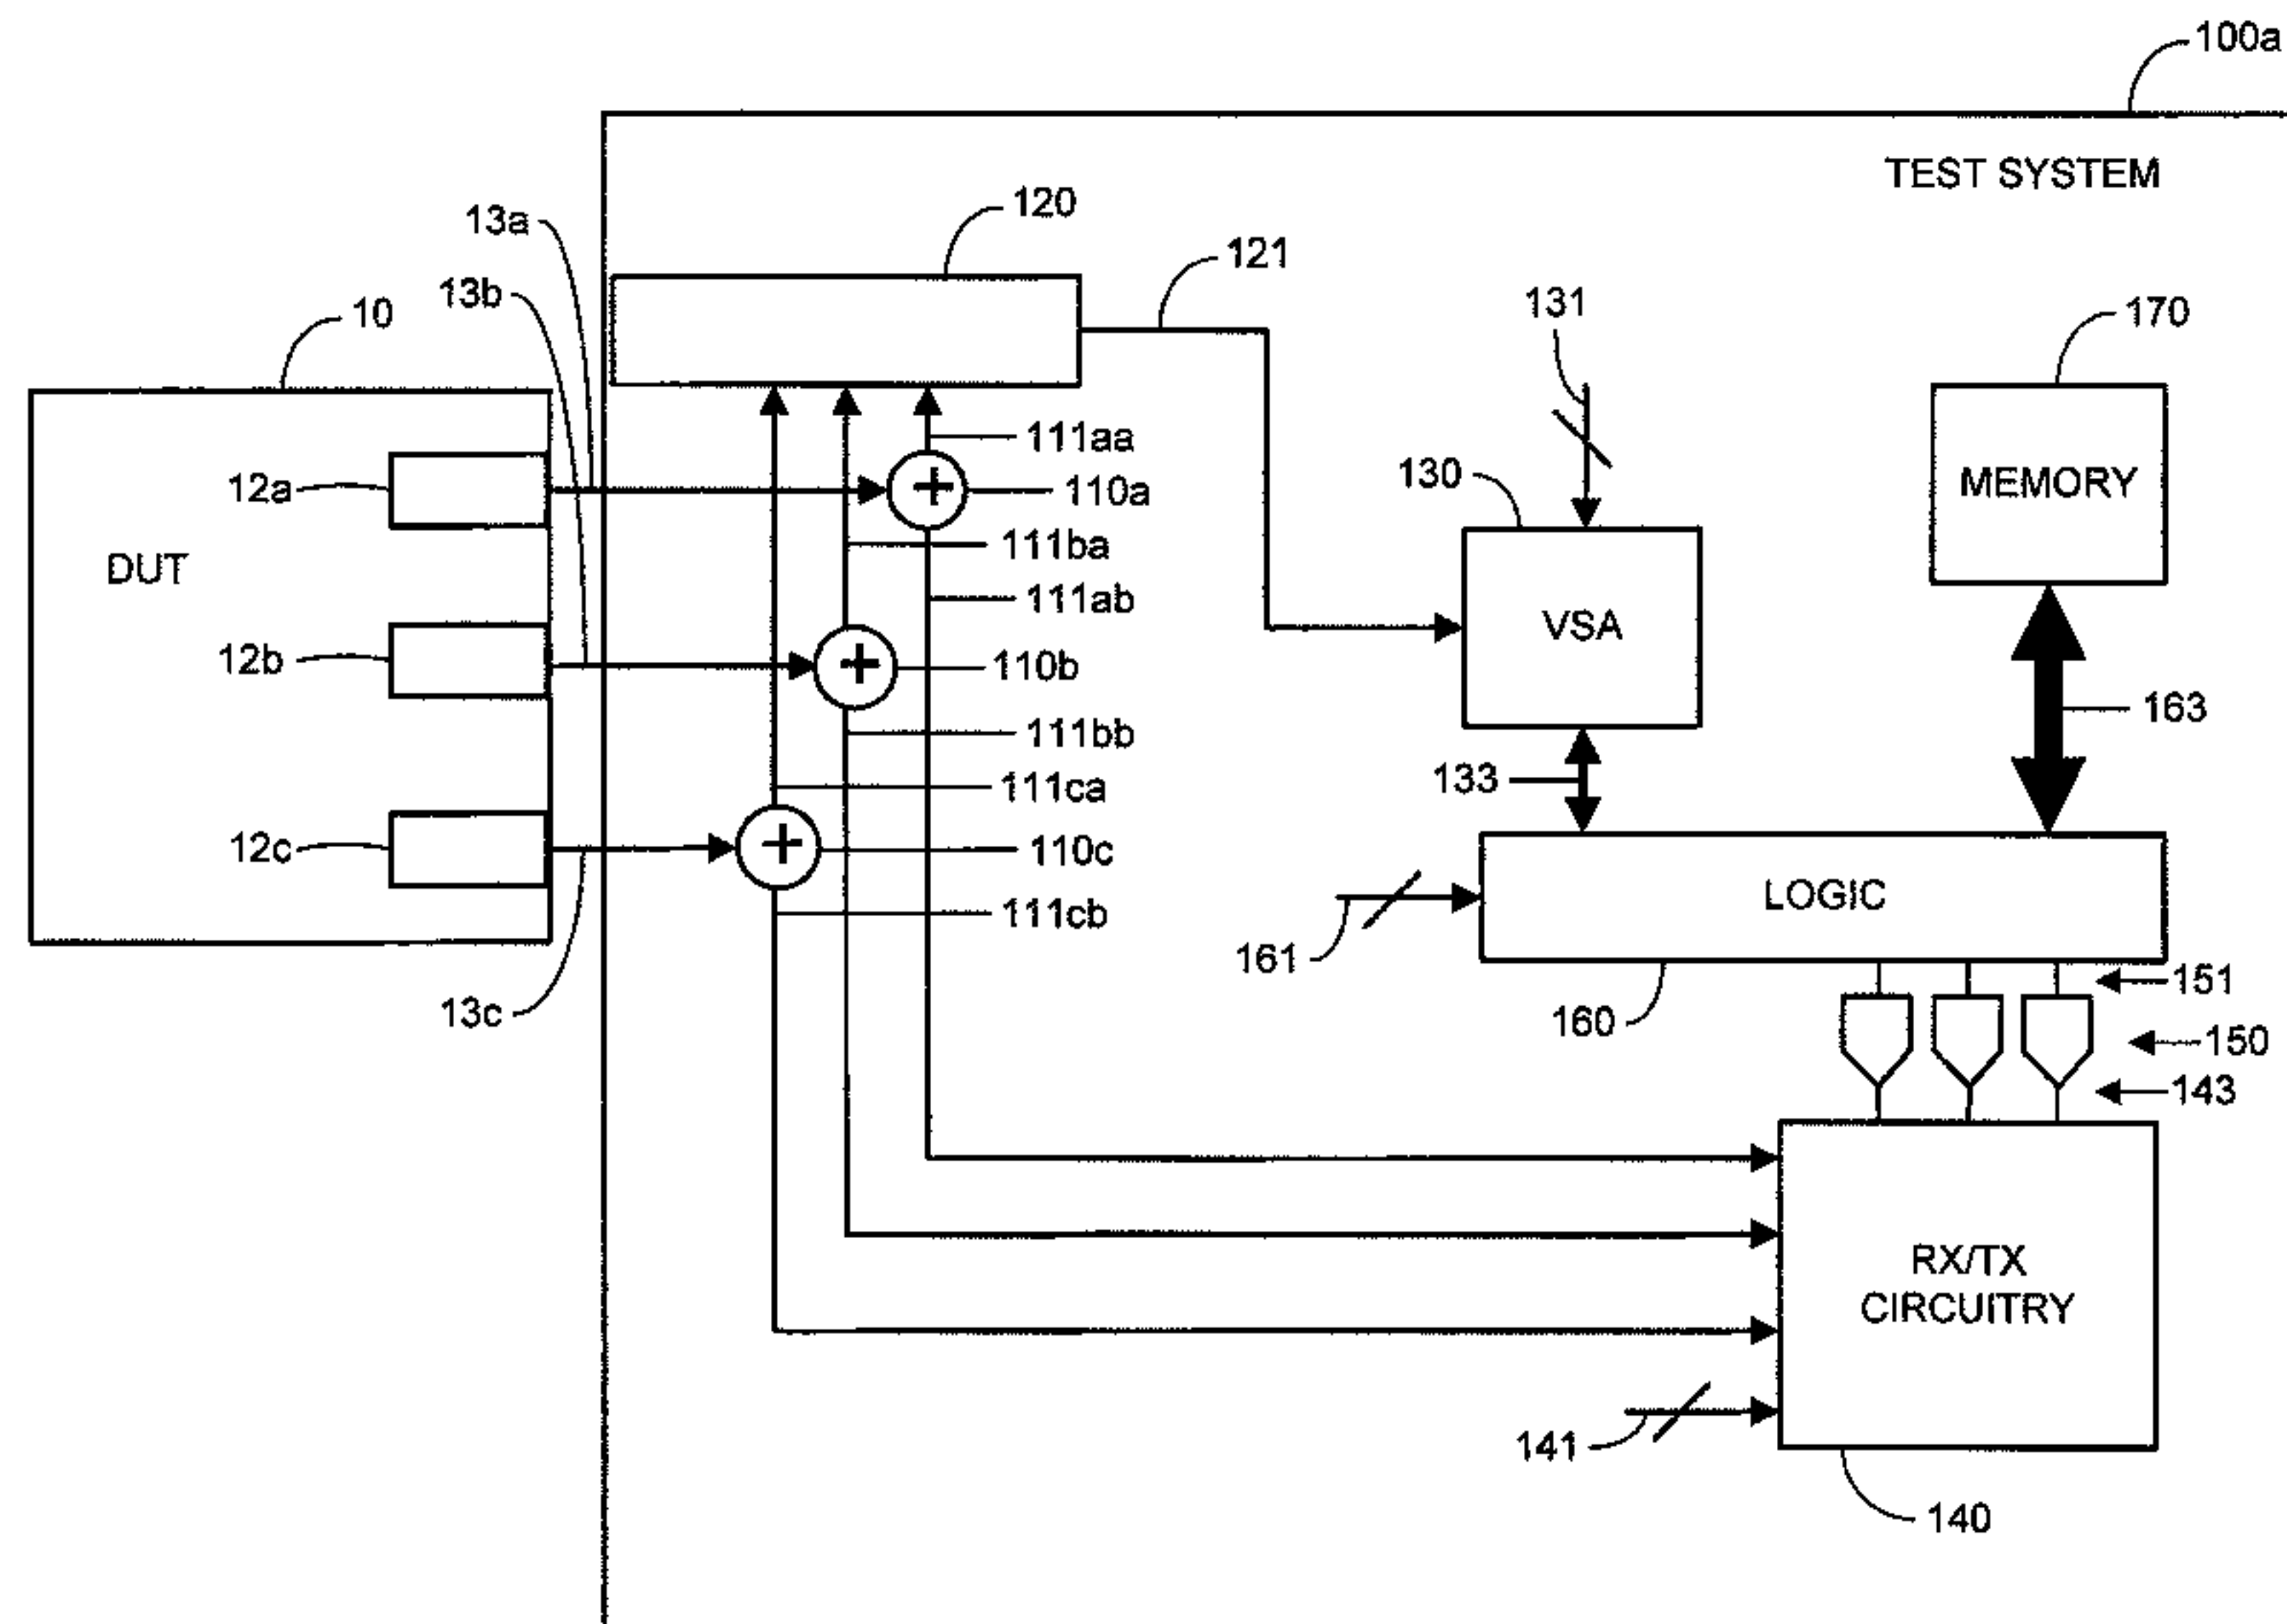 100a
TEST SYSTEM
120
13a
121
13b
131
10
170
111aa
12a
110a
130
MEMORY
111ba
DUT
111ab
VSA
12b
110b
163
111bb
133
111ca
12c
110c
LOGIC
111cb
161
151
13c
160
150
143
RX/TX
CIRCUITRY
141
140